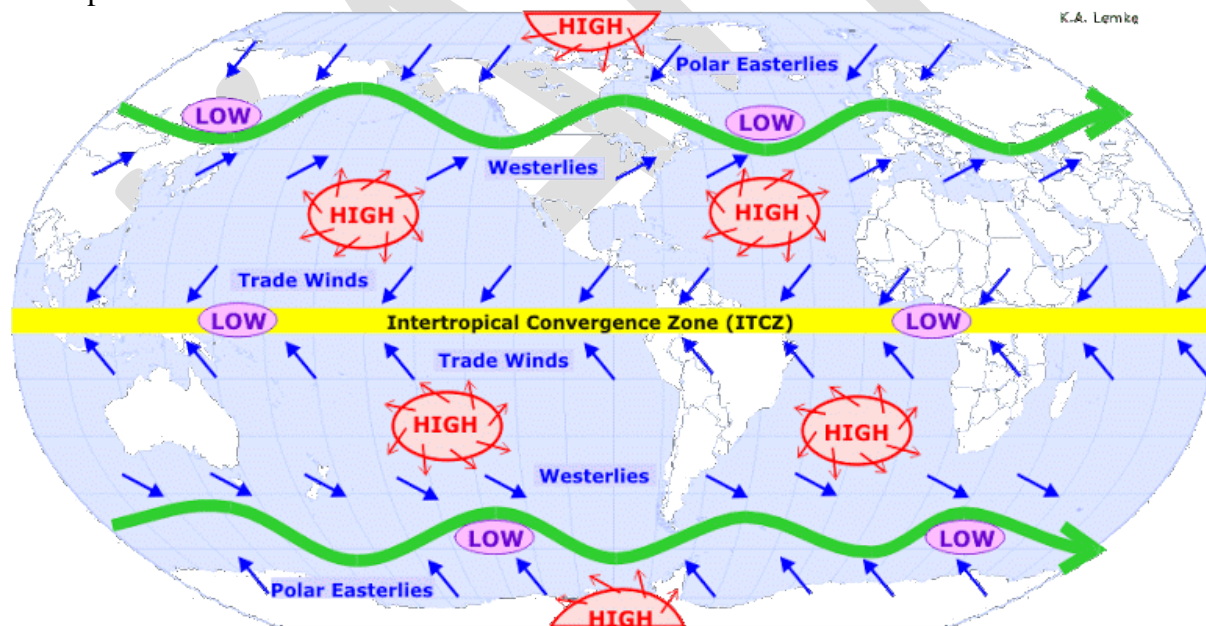 HIGH
K.A. Lemke
Polar Easterlies
LOW
LOW
Westerlies
HIGH
HIGH
Trade Winds
LOW
Intertropical Convergence Zone (ITCZ)
LOW
Trade Winds
HIGH
HIGH
Westerlies
LOW
LOW
Polar Easterlies
HIGH